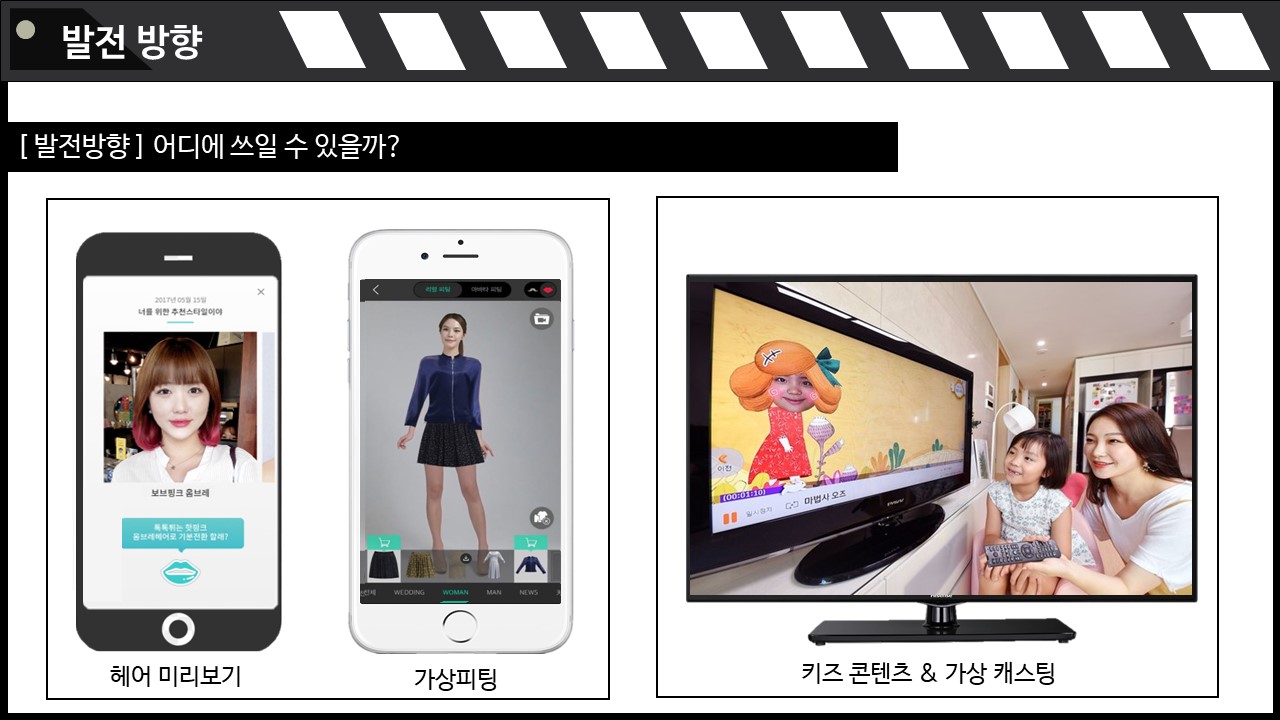 발전 방향
[ 발전방향 ] 어디에 쓰일 수 있을까?
2017년 05월 15일
너를 위한 추천스타일이야
보브핑크 옴브레
톡톡튀는 핫핑크
옴브레헤어로 기분전환 할래?
헤어 미리보기
리얼 피팅
아바타 피팅
WEDDING
WOMAN
MAN
NEWS
가상피팅
이전
(00:01:10)
일시정지
마법사 오즈
PAVV
키즈 콘텐츠 & 가상 캐스팅